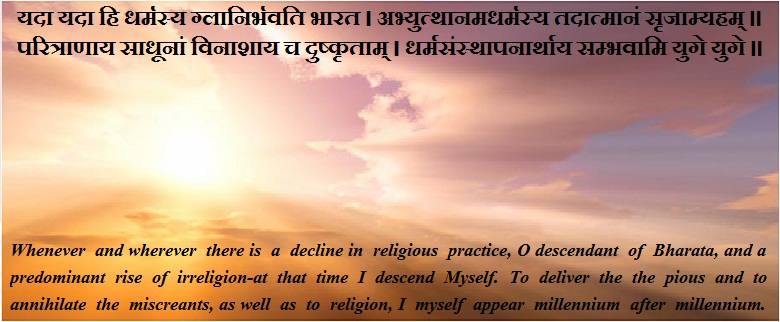 यदा यदा हि धर्मस्य ग्लानिर्भवति भारत । अभ्युत्थानमधर्मस्य तदात्मानं सृजाम्यहम् ॥
परित्राणाय साधूनां विनाशाय च दुष्कृताम् । धर्मसंस्थापनार्थाय सम्भवामि युगे युगे ॥
Whenever and wherever there is a decline in religious practice, O descendant of Bharata, and a
predominant rise of irreligion-at that time I descend Myself. To deliver the the pious and to
annihilate the miscreants, as well as to religion, I myself appear millennium after millennium.